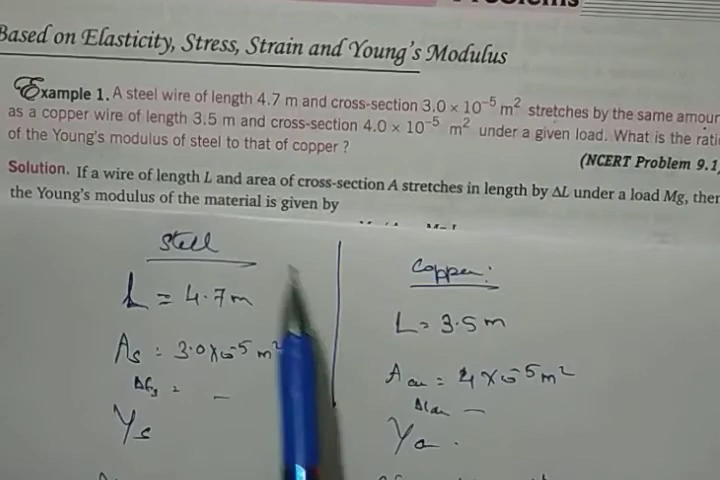 Problems
Based on Elasticity, Stress, Strain and Young's Modulus
Example 1. A steel wire of length 4.7 m and cross-section 3.0 × 10⁻⁵ m² stretches by the same amour
as a copper wire of length 3.5 m and cross-section 4.0 × 10⁻⁵ m² under a given load. What is the rati
of the Young's modulus of steel to that of copper ?
(NCERT Problem 9.1
Solution. If a wire of length L and area of cross-section A stretches in length by ΔL under a load Mg, ther
the Young's modulus of the material is given by
Steel
L = 4.7 m
As = 3.0 × 10⁻⁵ m²
Ys
Copper:
L = 3.5 m
Acu = 4 × 10⁻⁵ m²